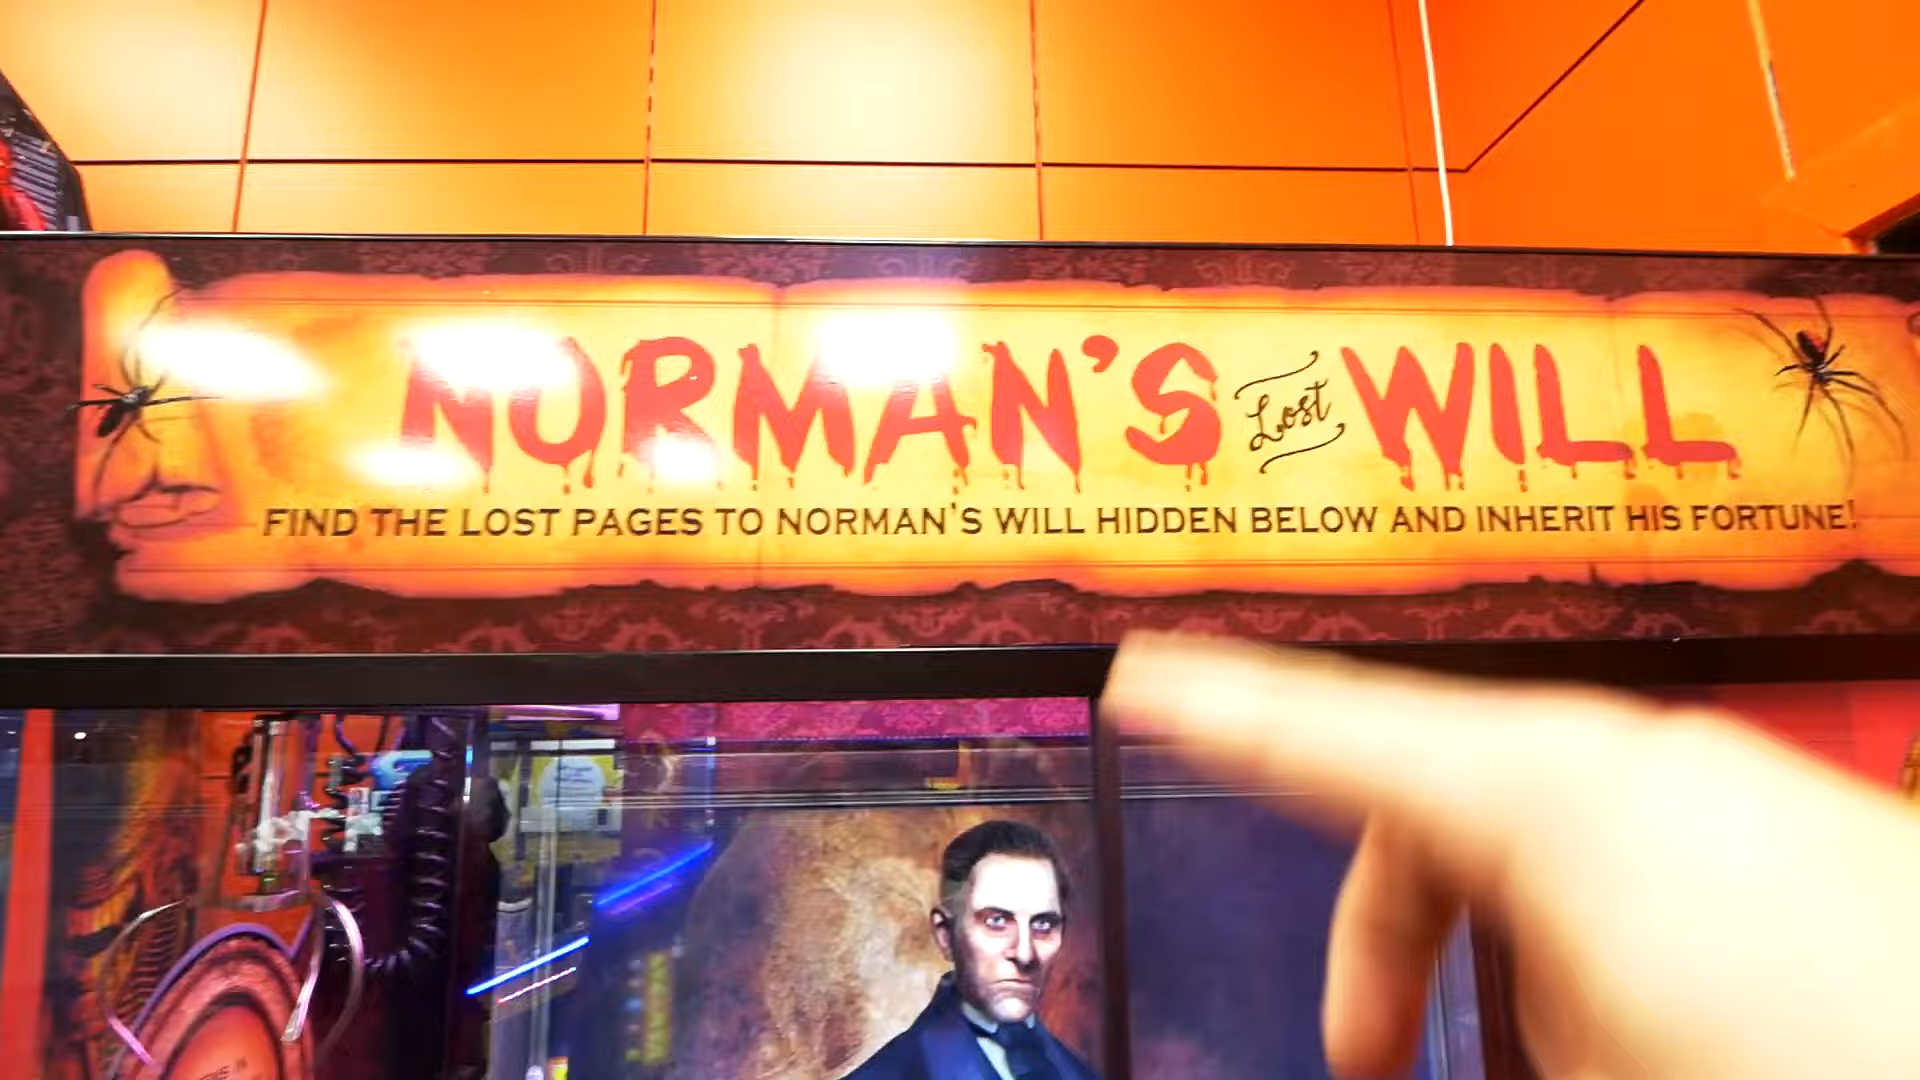 NORMAN'S Lost WILL
FIND THE LOST PAGES TO NORMAN'S WILL HIDDEN BELOW AND INHERIT HIS FORTUNE!